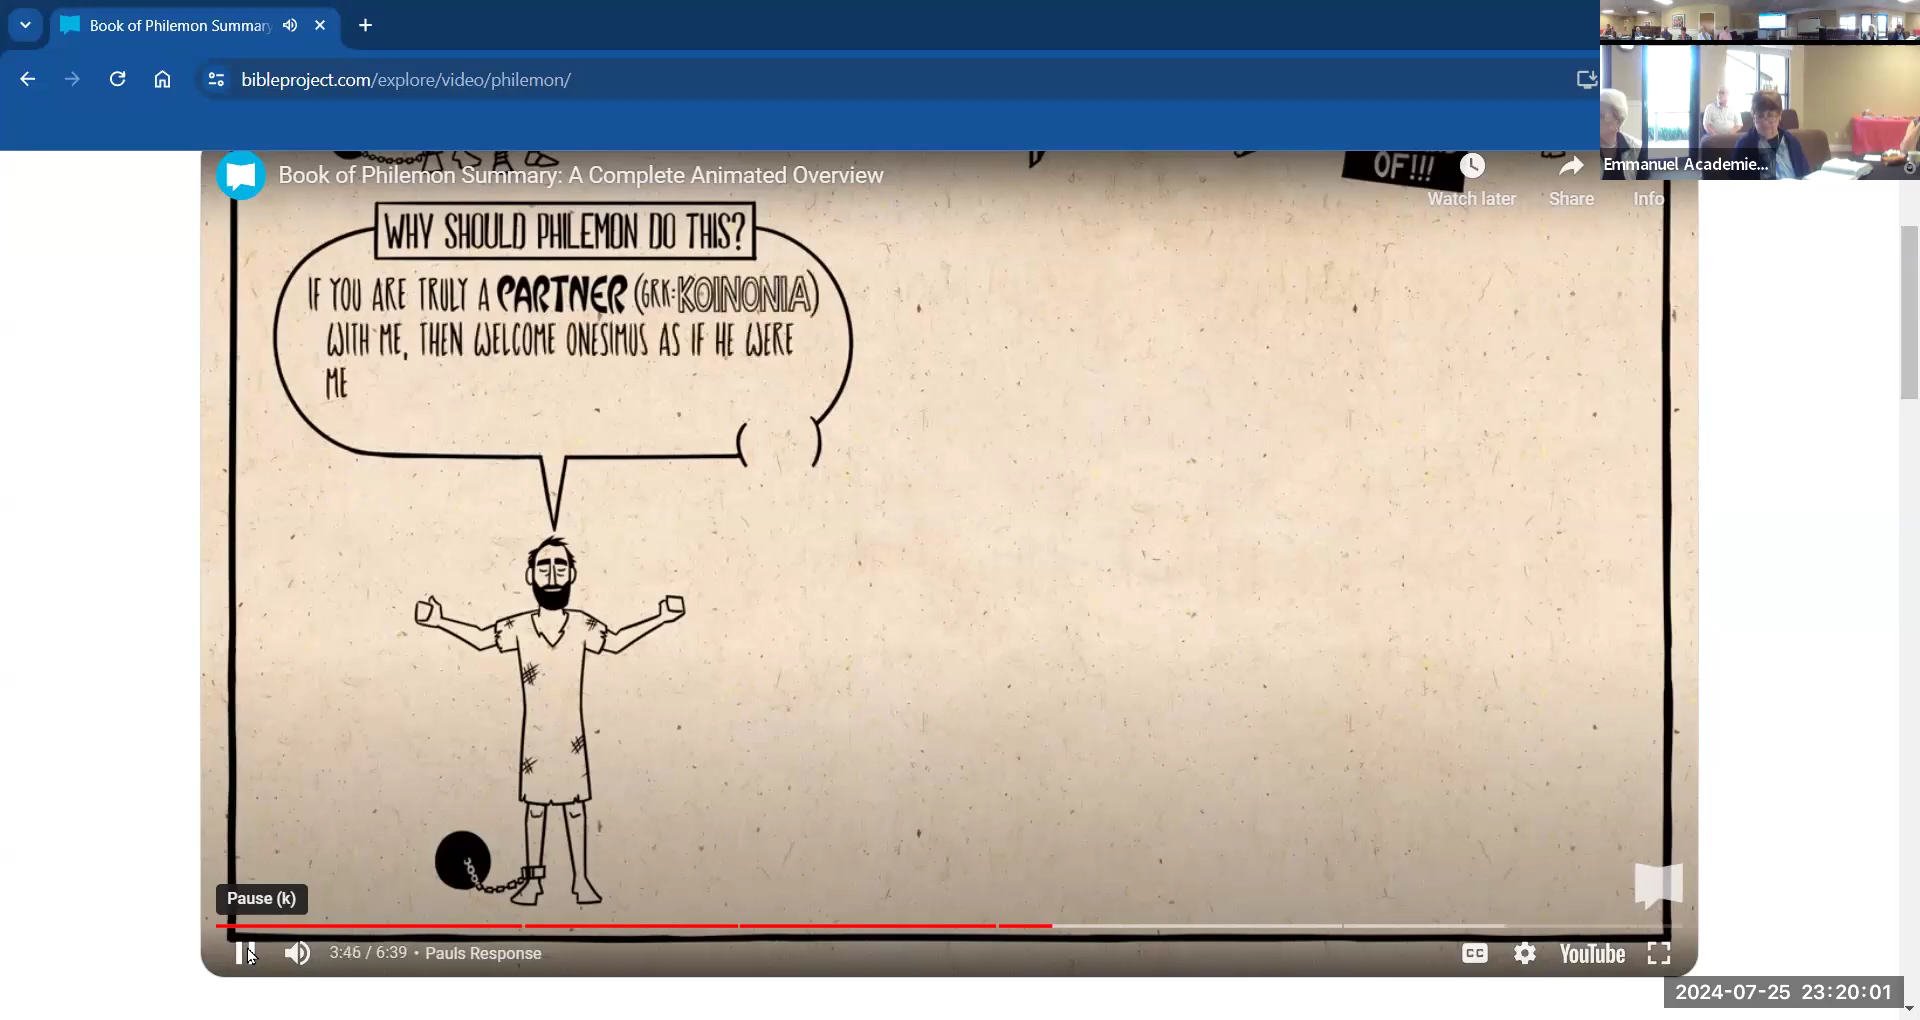 Book of Philemon Summary
bibleproject.com/explore/video/philemon/
Emmanuel Academie...
OF!!!
Book of Philemon Summary: A Complete Animated Overview
Watch later
Share
Info
WHY SHOULD PHILEMON DO THIS?
IF YOU ARE TRULY A PARTNER (GRK: KOINONIA)
WITH ME, THEN WELCOME ONESIMUS AS IF HE WERE
ME
( )
Pause (k)
3:46 / 6:39 • Pauls Response
CC
YouTube
2024-07-25 23:20:01